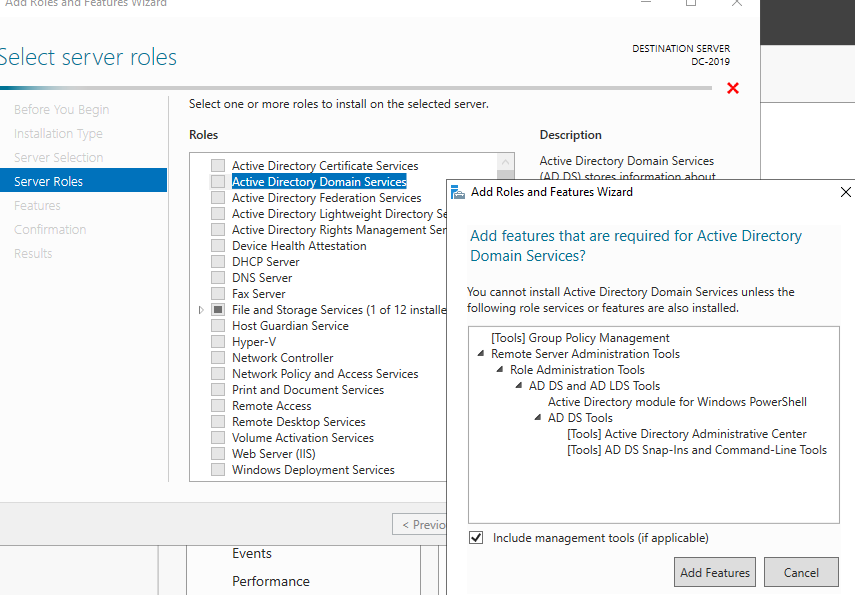 Add Roles and Features Wizard
Select server roles
DESTINATION SERVER
DC-2019
Before You Begin
Installation Type
Server Selection
Server Roles
Features
Confirmation
Results
Select one or more roles to install on the selected server.
Roles
Active Directory Certificate Services
Active Directory Domain Services
Active Directory Federation Services
Active Directory Lightweight Directory
Active Directory Rights Management
Device Health Attestation
DHCP Server
DNS Server
Fax Server
File and Storage Services (1 of 12 installe
Host Guardian Service
Hyper-V
Network Controller
Network Policy and Access Services
Print and Document Services
Remote Access
Remote Desktop Services
Volume Activation Services
Web Server (IIS)
Windows Deployment Services
Description
Active Directory Domain Services
(AD DS) stores information about
< Previo
Events
Performance
Add Roles and Features Wizard
Add features that are required for Active Directory
Domain Services?
You cannot install Active Directory Domain Services unless the
following role services or features are also installed.
[Tools] Group Policy Management
Remote Server Administration Tools
Role Administration Tools
AD DS and AD LDS Tools
Active Directory module for Windows PowerShell
AD DS Tools
[Tools] Active Directory Administrative Center
[Tools] AD DS Snap-Ins and Command-Line Tools
Include management tools (if applicable)
Add Features
Cancel